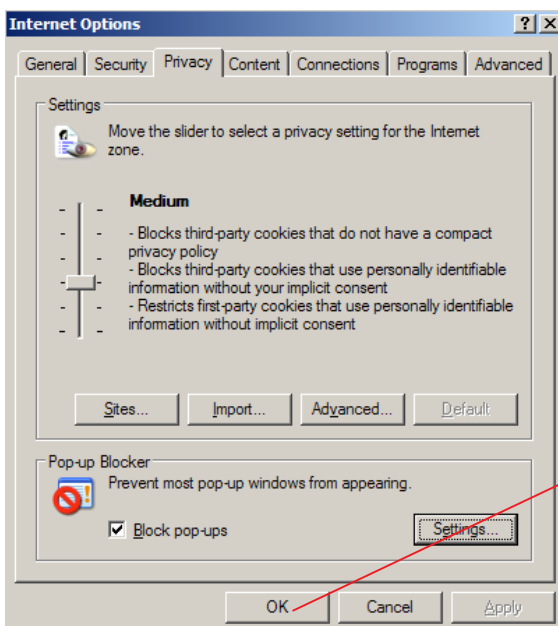 Internet Options
General Security Privacy Content Connections Programs Advanced
Settings
Move the slider to select a privacy setting for the Internet
zone.
Medium
- Blocks third-party cookies that do not have a compact
privacy policy
- Blocks third-party cookies that use personally identifiable
information without your implicit consent
- Restricts first-party cookies that use personally identifiable
information without implicit consent
Sites... Import... Advanced... Default
Pop-up Blocker
Prevent most pop-up windows from appearing.
Block pop-ups Settings...
OK Cancel Apply